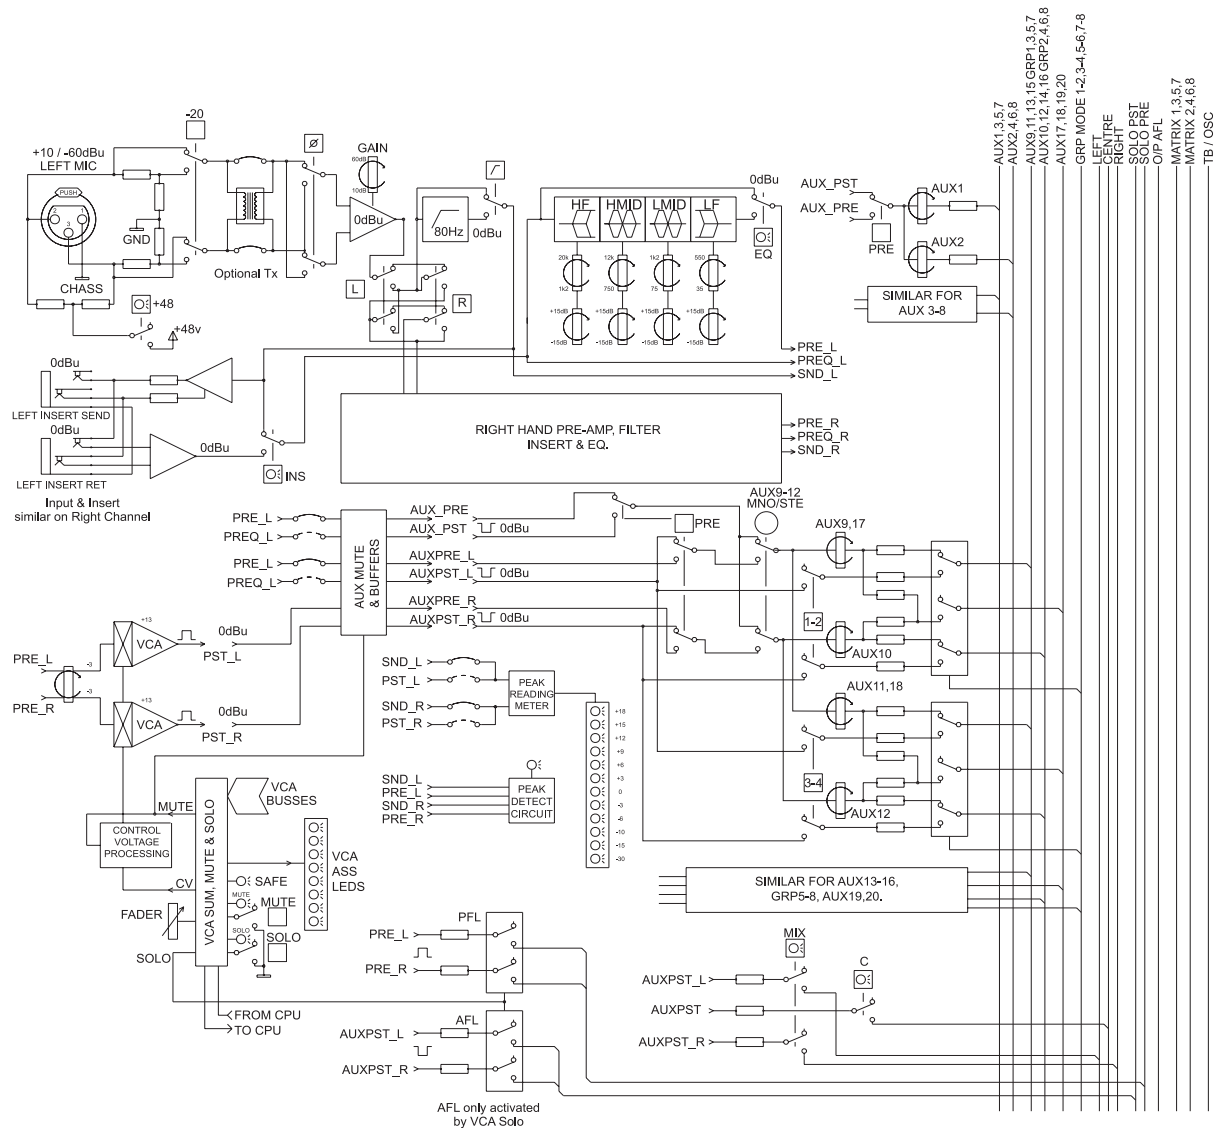 AUX1,3,5,7
AUX2,4,6,8
AUX9,11,13,15 GRP1,3,5,7
AUX10,12,14,16 GRP2,4,6,8
AUX17,18,19,20
GRP MODE 1-2,3-4,5-6,7-8
LEFT
CENTRE
RIGHT
SOLO PST
SOLO PRE
O/P AFL
MATRIX 1,3,5,7
MATRIX 2,4,6,8
TB / OSC
-20
+10 / -60dBu
LEFT MIC
PUSH
1
2
3
A
A
GND
CHASS
+48
+48v
Optional Tx
Ø
GAIN
60dB
10dB
0dBu
80Hz
0dBu
L
R
HF
HMID
LMID
LF
20k
1k2
12k
750
1k2
75
550
35
+15dB
-15dB
+15dB
-15dB
+15dB
-15dB
+15dB
-15dB
0dBu
EQ
AUX_PST
AUX_PRE
PRE
AUX1
AUX2
SIMILAR FOR
AUX 3-8
PRE_L
PREQ_L
SND_L
0dBu
LEFT INSERT SEND
0dBu
0dBu
LEFT INSERT RET
INS
Input & Insert
similar on Right Channel
RIGHT HAND PRE-AMP, FILTER
INSERT & EQ.
PRE_R
PREQ_R
SND_R
PRE_L
PREQ_L
PRE_L
PREQ_L
AUX MUTE
& BUFFERS
AUX_PRE
AUX_PST
0dBu
AUXPRE_L
AUXPST_L
0dBu
AUXPRE_R
AUXPST_R
0dBu
PRE
AUX9-12
MNO/STE
AUX9,17
1-2
AUX10
AUX11,18
3-4
AUX12
+13
VCA
0dBu
PST_L
PRE_L
-3
-3
PRE_R
+13
VCA
0dBu
PST_R
SND_L
PST_L
SND_R
PST_R
PEAK
READING
METER
+18
+15
+12
+9
+6
+3
0
-3
-6
-10
-15
-30
SND_L
PRE_L
SND_R
PRE_R
PEAK
DETECT
CIRCUIT
MUTE
CONTROL
VOLTAGE
PROCESSING
CV
FADER
SOLO
VCA SUM, MUTE & SOLO
VCA
BUSSES
VCA
ASS
LEDS
SAFE
MUTE
MUTE
SOLO
SOLO
FROM CPU
TO CPU
PFL
PRE_L
PRE_R
AFL
AUXPST_L
AUXPST_R
AFL only activated
by VCA Solo
SIMILAR FOR AUX13-16,
GRP5-8, AUX19,20.
MIX
C
AUXPST_L
AUXPST
AUXPST_R